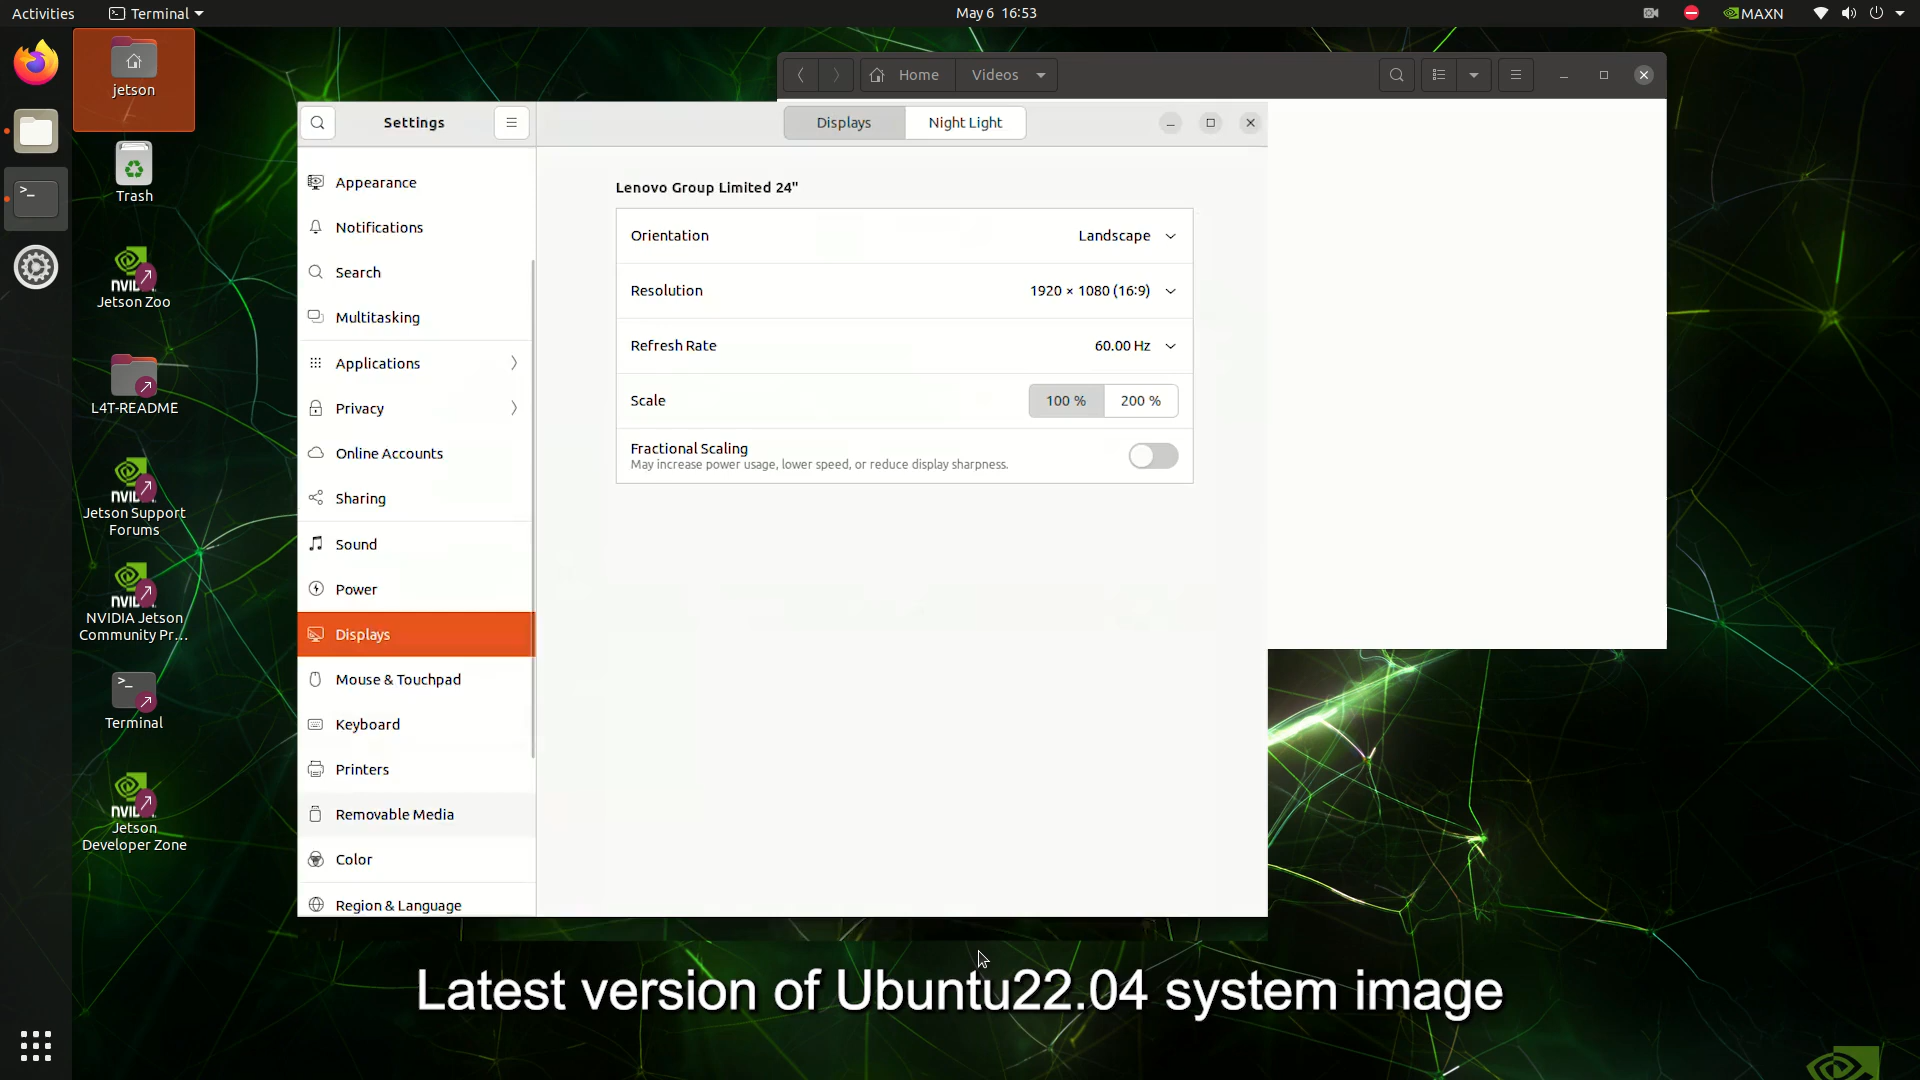 Activities
Terminal
May 6 16:53
MAXN
jetson
Trash
NVIDIA
Jetson Zoo
L4T-README
Jetson Support
Forums
NVIDIA Jetson
Community Pr...
Terminal
Jetson
Developer Zone
Home
Videos
Settings
Displays
Night Light
Appearance
Notifications
Search
Multitasking
Applications
Privacy
Online Accounts
Sharing
Sound
Power
Displays
Mouse & Touchpad
Keyboard
Printers
Removable Media
Color
Region & Language
Lenovo Group Limited 24"
Orientation Landscape
Resolution 1920 × 1080 (16:9)
Refresh Rate 60.00 Hz
Scale 100 % 200 %
Fractional Scaling
May increase power usage, lower speed, or reduce display sharpness.
Latest version of Ubuntu22.04 system image